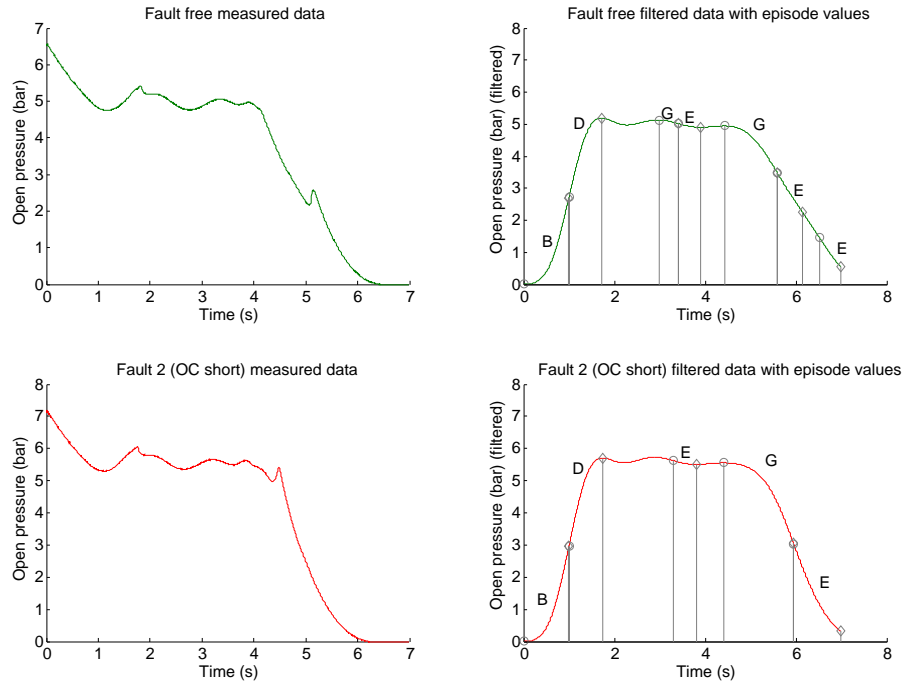 Fault free measured data
Open pressure (bar)
7
6
5
4
3
2
1
0
0 1 2 3 4 5 6 7
Time (s)
Fault free filtered data with episode values
Open pressure (bar) (filtered)
8
7
6
5
4
3
2
1
0
B
D
G
E
G
E
E
0 2 4 6 8
Time (s)
Fault 2 (OC short) measured data
Open pressure (bar)
8
7
6
5
4
3
2
1
0
0 1 2 3 4 5 6 7
Time (s)
Fault 2 (OC short) filtered data with episode values
Open pressure (bar) (filtered)
8
7
6
5
4
3
2
1
0
B
D
E
G
E
0 2 4 6 8
Time (s)